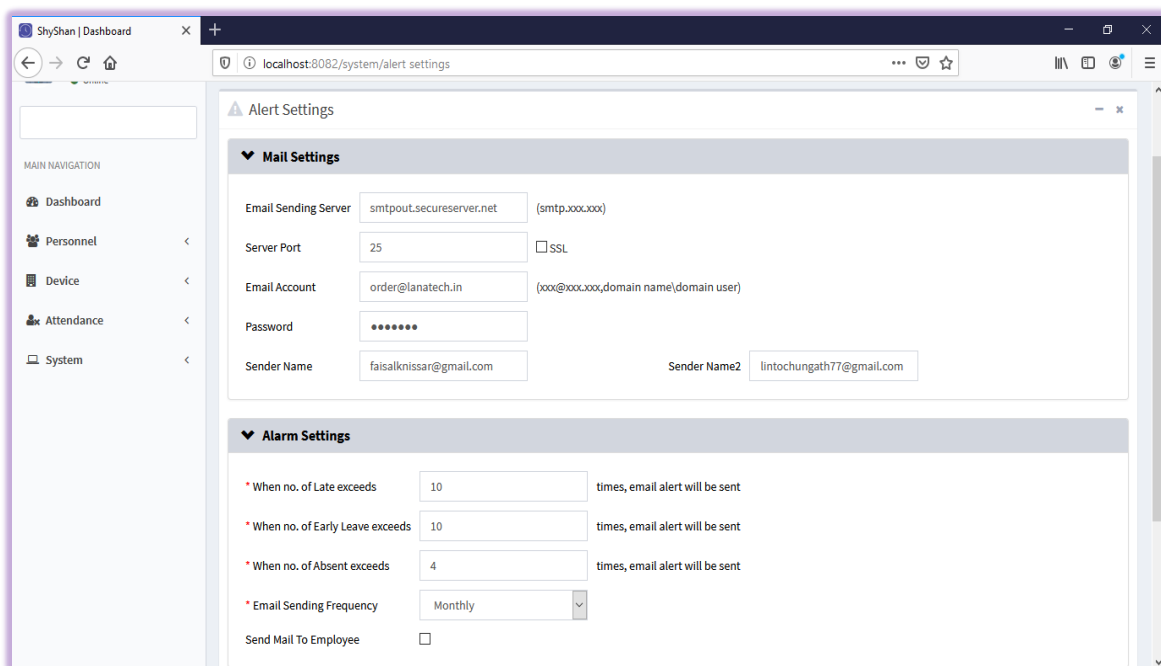 ShyShan | Dashboard
localhost:8082/system/alert settings
Online
Alert Settings
MAIN NAVIGATION
Dashboard
Personnel
Device
Attendance
System
Mail Settings
Email Sending Server smtpout.secureserver.net (smtp.xxx.xxx)
Server Port 25 SSL
Email Account order@lanatech.in (xxx@xxx.xxx,domain name\domain user)
Password •••••••
Sender Name faisalknissar@gmail.com Sender Name2 lintochungath77@gmail.com
Alarm Settings
* When no. of Late exceeds 10 times, email alert will be sent
* When no. of Early Leave exceeds 10 times, email alert will be sent
* When no. of Absent exceeds 4 times, email alert will be sent
* Email Sending Frequency Monthly
Send Mail To Employee